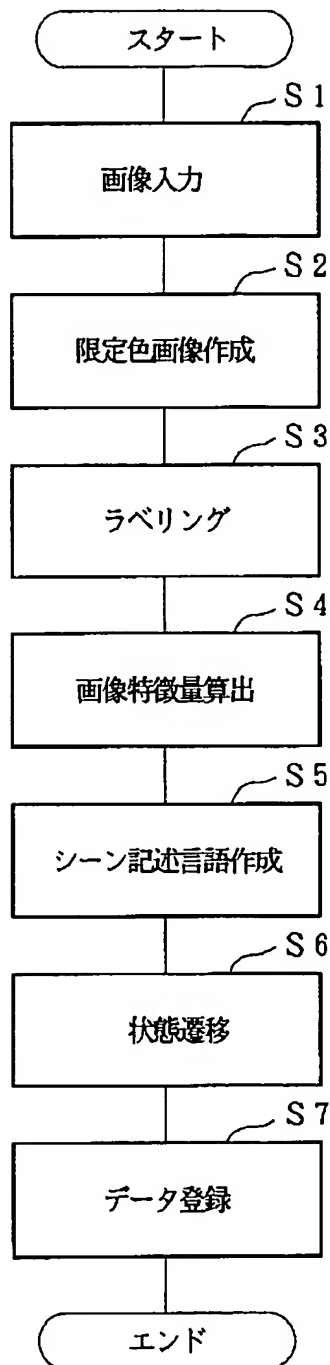 スタート
S1
画像入力
S2
限定色画像作成
S3
ラベリング
S4
画像特徴量算出
S5
シーン記述言語作成
S6
状態遷移
S7
データ登録
エンド